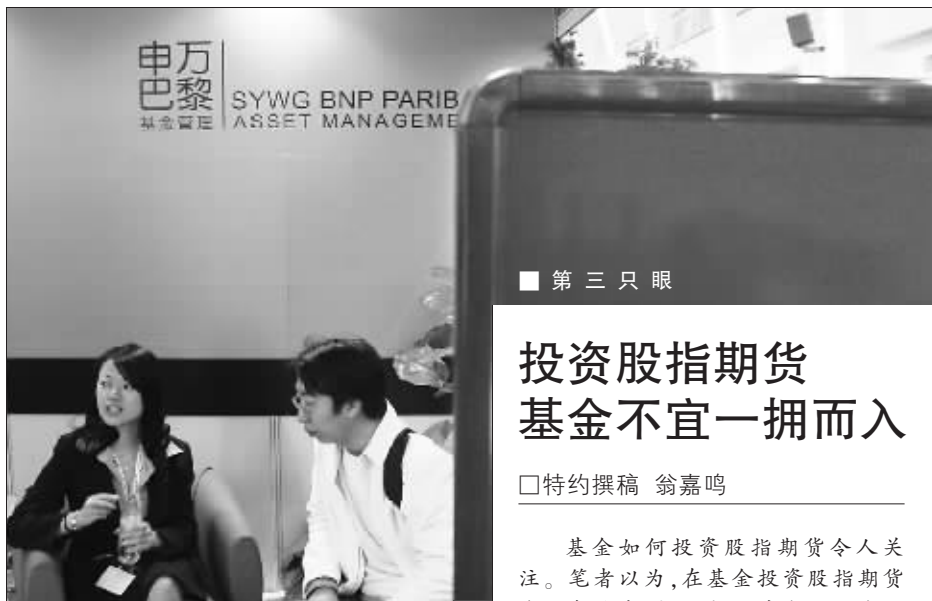 申万
巴黎
基金管理
SYWG BNP PARIB
ASSET MANAGEME
■ 第三只眼
投资股指期货
基金不宜一拥而入
□特约撰稿 翁嘉鸣
基金如何投资股指期货令人关
注。笔者以为,在基金投资股指期货